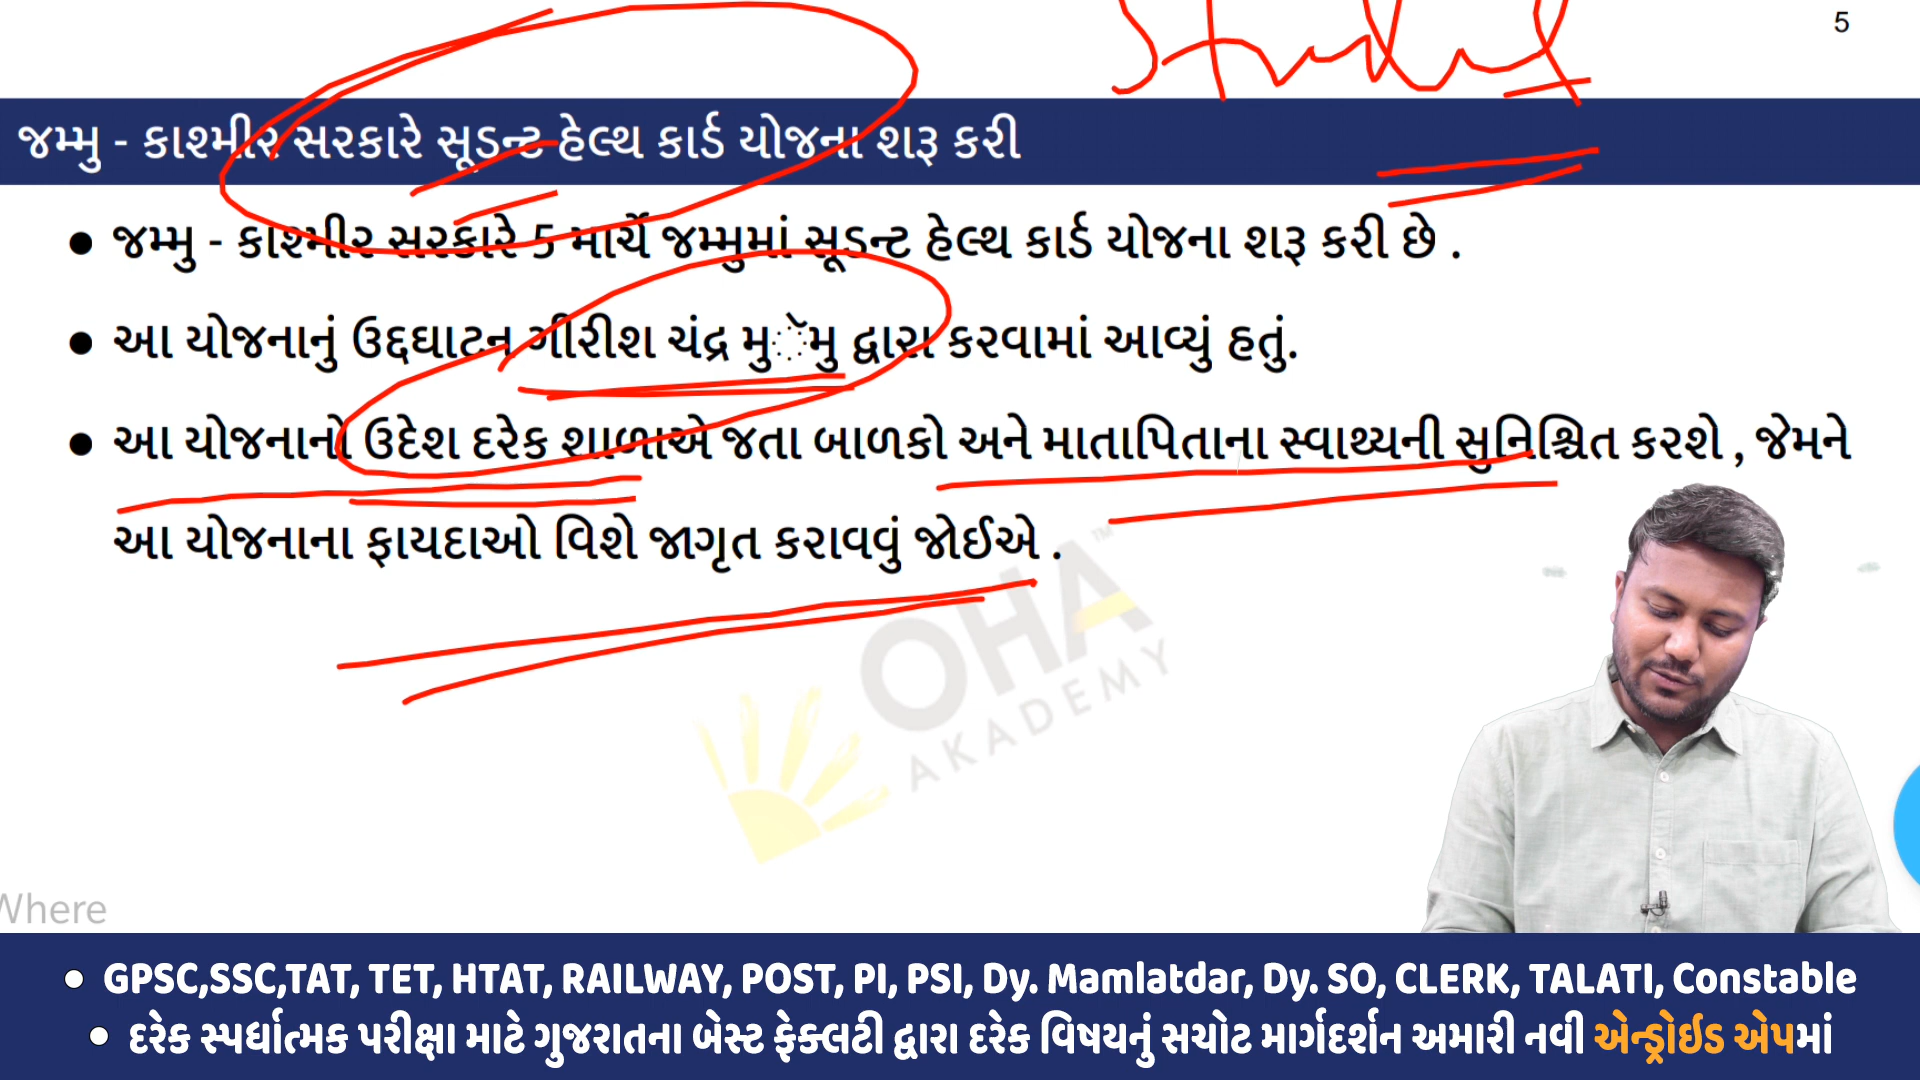 5
જમ્મુ - કાશ્મીર સરકારે સૂડન્ટ હેલ્થ કાર્ડ યોજના શરૂ કરી
● જમ્મુ - કાશ્મીર સરકારે 5 માર્ચે જમ્મુમાં સૂડન્ટ હેલ્થ કાર્ડ યોજના શરૂ કરી છે .
● આ યોજનાનું ઉદ્દઘાટન ગીરીશ ચંદ્ર મુૅમુ દ્વારા કરવામાં આવ્યું હતું.
● આ યોજનાનો ઉદેશ દરેક શાળાએ જતા બાળકો અને માતાપિતાના સ્વાથ્યની સુનિશ્ચિત કરશે , જેમને
આ યોજનાના ફાયદાઓ વિશે જાગૃત કરાવવું જોઈએ .
OHA
TM
AKADEMY
Where
● GPSC,SSC,TAT, TET, HTAT, RAILWAY, POST, PI, PSI, Dy. Mamlatdar, Dy. SO, CLERK, TALATI, Constable
● દરેક સ્પર્ધાત્મક પરીક્ષા માટે ગુજરાતના બેસ્ટ ફેક્લટી દ્વારા દરેક વિષયનું સચોટ માર્ગદર્શન અમારી નવી એન્ડ્રોઇડ એપમાં